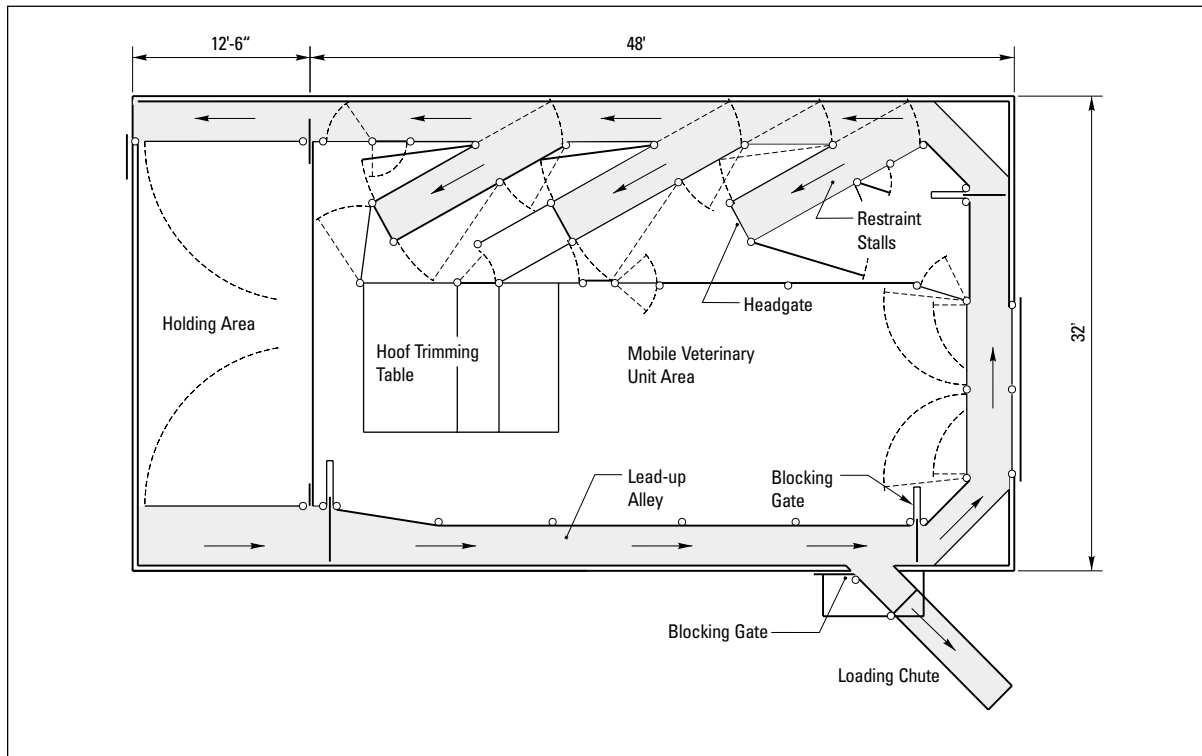 12'-6“
48'
32'
Restraint
Stalls
Headgate
Holding Area
Hoof Trimming
Table
Mobile Veterinary
Unit Area
Lead-up
Alley
Blocking
Gate
Blocking Gate
Loading Chute